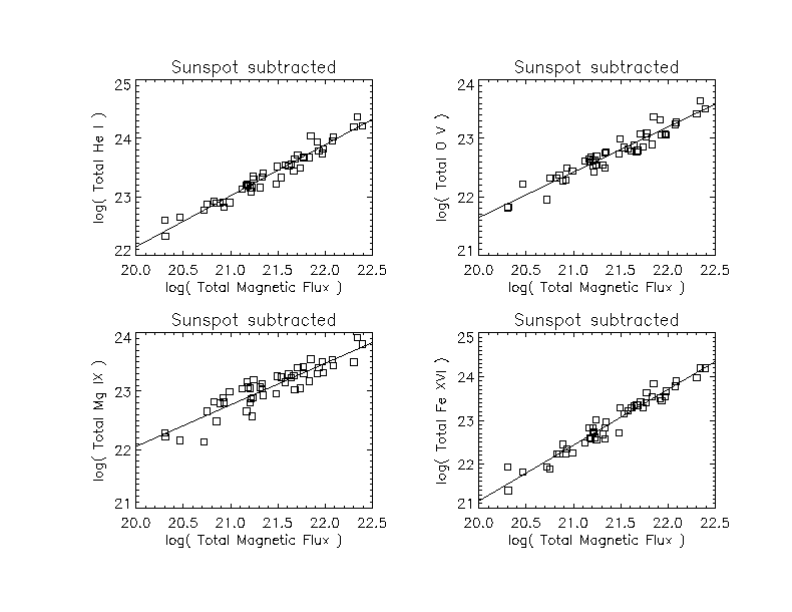 Sunspot subtracted
25
24
23
22
log( Total He I )
20.0 20.5 21.0 21.5 22.0 22.5
log( Total Magnetic Flux )
Sunspot subtracted
24
23
22
21
log( Total O V )
20.0 20.5 21.0 21.5 22.0 22.5
log( Total Magnetic Flux )
Sunspot subtracted
24
23
22
21
log( Total Mg IX )
20.0 20.5 21.0 21.5 22.0 22.5
log( Total Magnetic Flux )
Sunspot subtracted
25
24
23
22
21
log( Total Fe XVI )
20.0 20.5 21.0 21.5 22.0 22.5
log( Total Magnetic Flux )